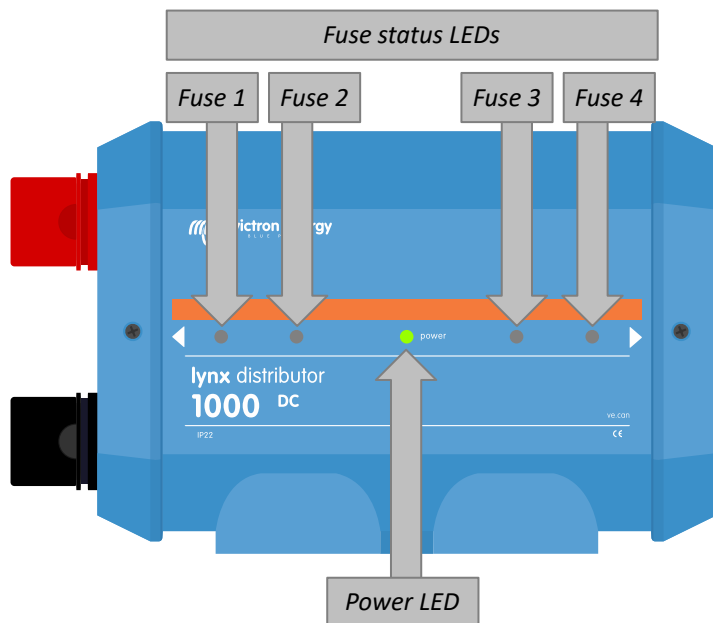 Fuse status LEDs
Fuse 1 Fuse 2 Fuse 3 Fuse 4
power
lynx distributor
1000 DC
ve.can
IP22
CE
Power LED